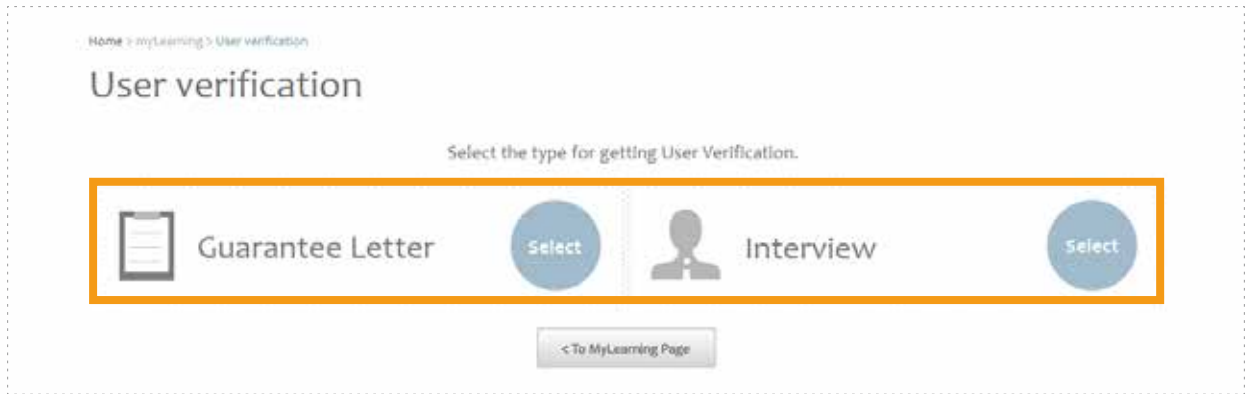 Home > myLearning > User verification
User verification
Select the type for getting User Verification.
Guarantee Letter Select Interview Select
< To MyLearning Page